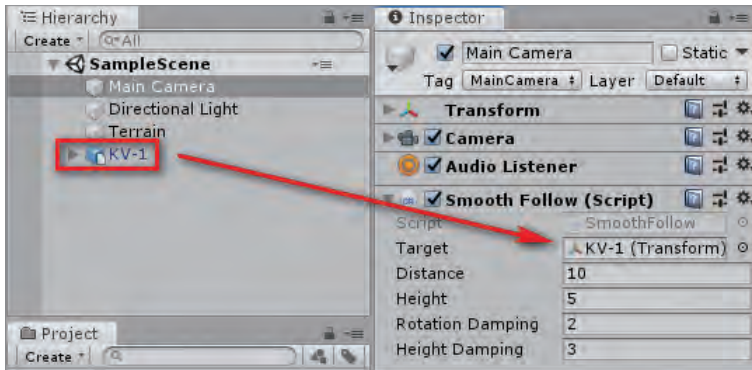 Hierarchy
Create
All
SampleScene
Main Camera
Directional Light
Terrain
KV-1
Project
Create
Inspector
Main Camera
Static
Tag MainCamera Layer Default
Transform
Camera
Audio Listener
Smooth Follow (Script)
Script SmoothFollow
Target KV-1 (Transform)
Distance 10
Height 5
Rotation Damping 2
Height Damping 3